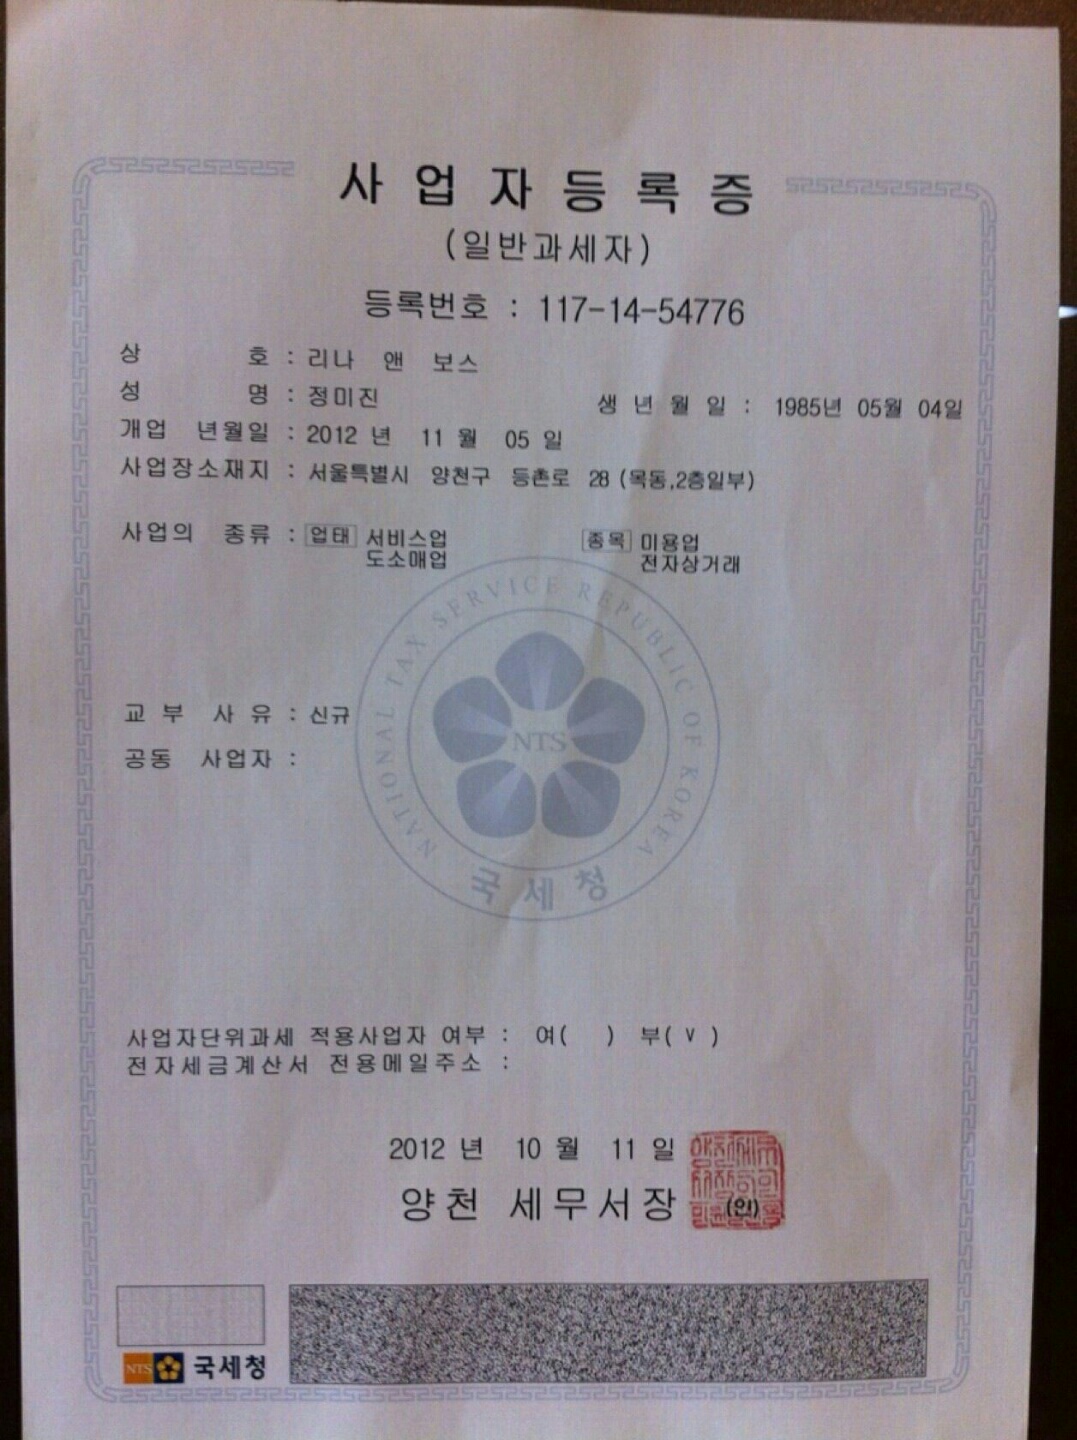 사업자등록증
(일반과세자)
등록번호 : 117-14-54776
상 호 : 리나 앤 보스
성 명 : 정미진 생 년 월 일 : 1985년 05월 04일
개업 년월일 : 2012 년 11 월 05 일
사업장소재지 : 서울특별시 양천구 등촌로 28 (목동,2층일부)
사업의 종류 : 업태 서비스업 종목 미용업
도소매업 전자상거래
NATIONAL TAX SERVICE REPUBLIC OF KOREA
NTS
국세청
교 부 사 유 : 신규
공동 사업자 :
사업자단위과세 적용사업자 여부 : 여( ) 부( v )
전자세금계산서 전용메일주소 :
2012 년 10 월 11 일
양천 세무서장
(인)
NTS 국세청